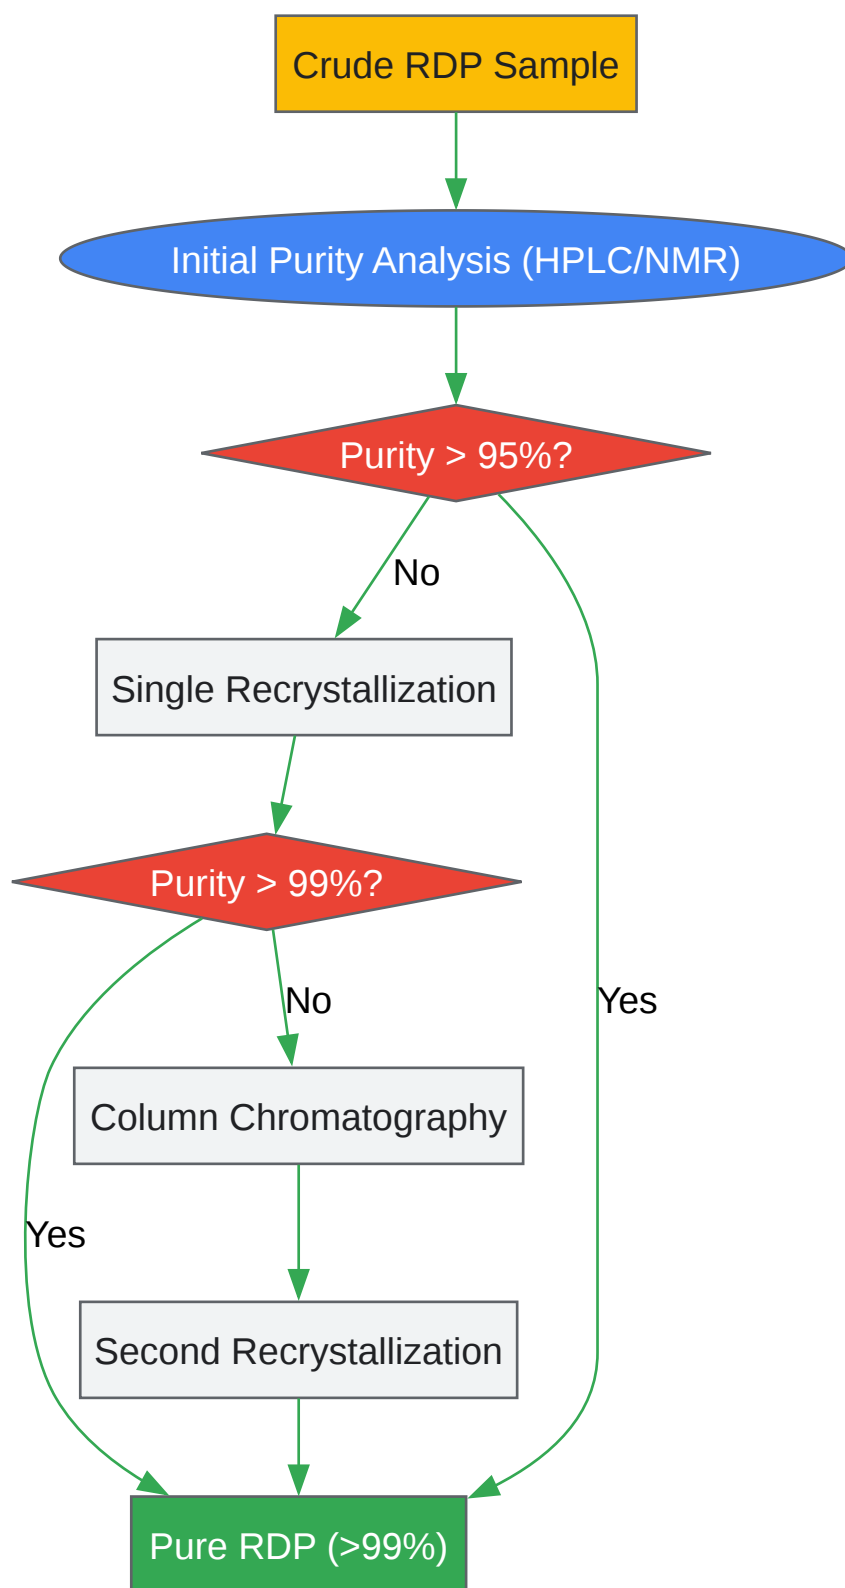 Crude RDP Sample
Initial Purity Analysis (HPLC/NMR)
Purity > 95%?
No
Single Recrystallization
Purity > 99%?
No
Yes
Column Chromatography
Yes
Second Recrystallization
Pure RDP (>99%)